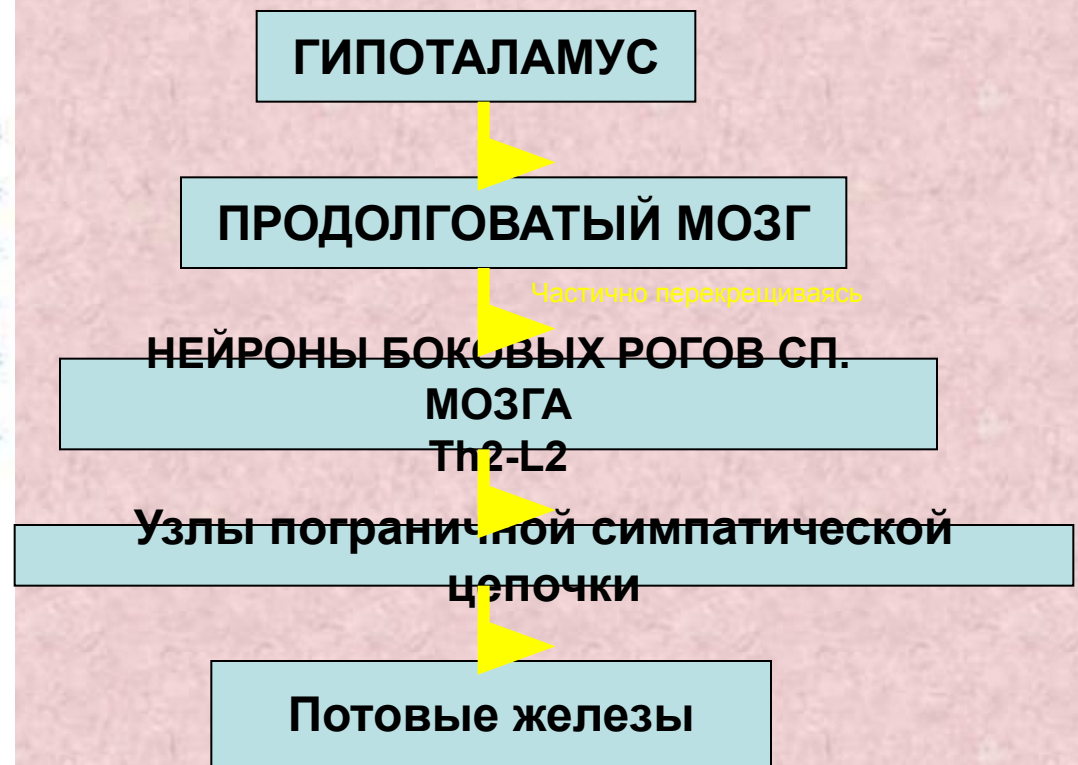 ГИПОТАЛАМУС
ПРОДОЛГОВАТЫЙ МОЗГ
Частично перекрещиваясь
НЕЙРОНЫ БОКОВЫХ РОГОВ СП.
МОЗГА
Th2-L2
Узлы пограничной симпатической
цепочки
Потовые железы